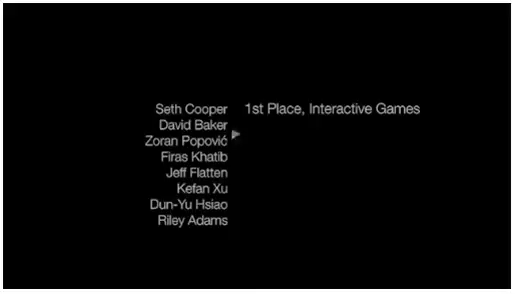 Seth Cooper 1st Place, Interactive Games
David Baker
Zoran Popović
Firas Khatib
Jeff Flatten
Kefan Xu
Dun-Yu Hsiao
Riley Adams